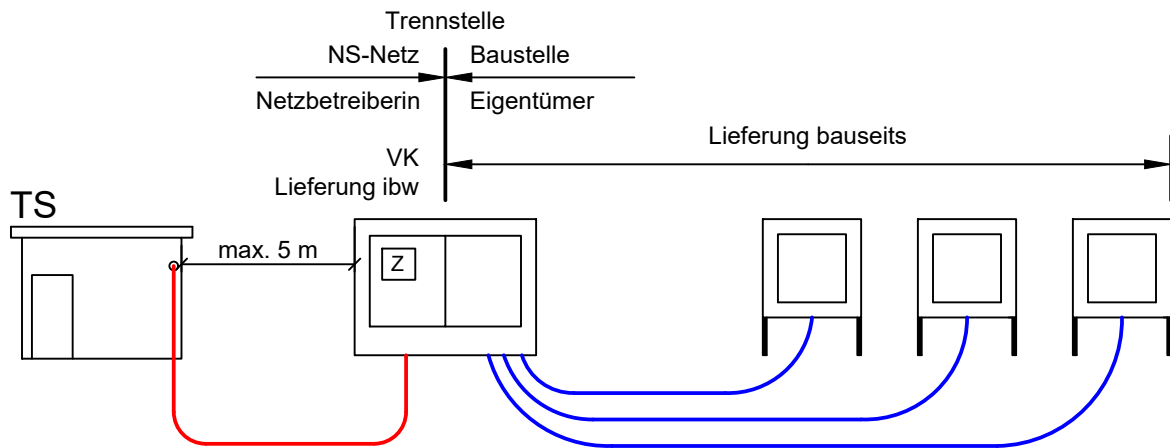 Trennstelle
NS-Netz
Baustelle
Netzbetreiberin
Eigentümer
VK
Lieferung bauseits
Lieferung ibw
TS
max. 5 m
Z